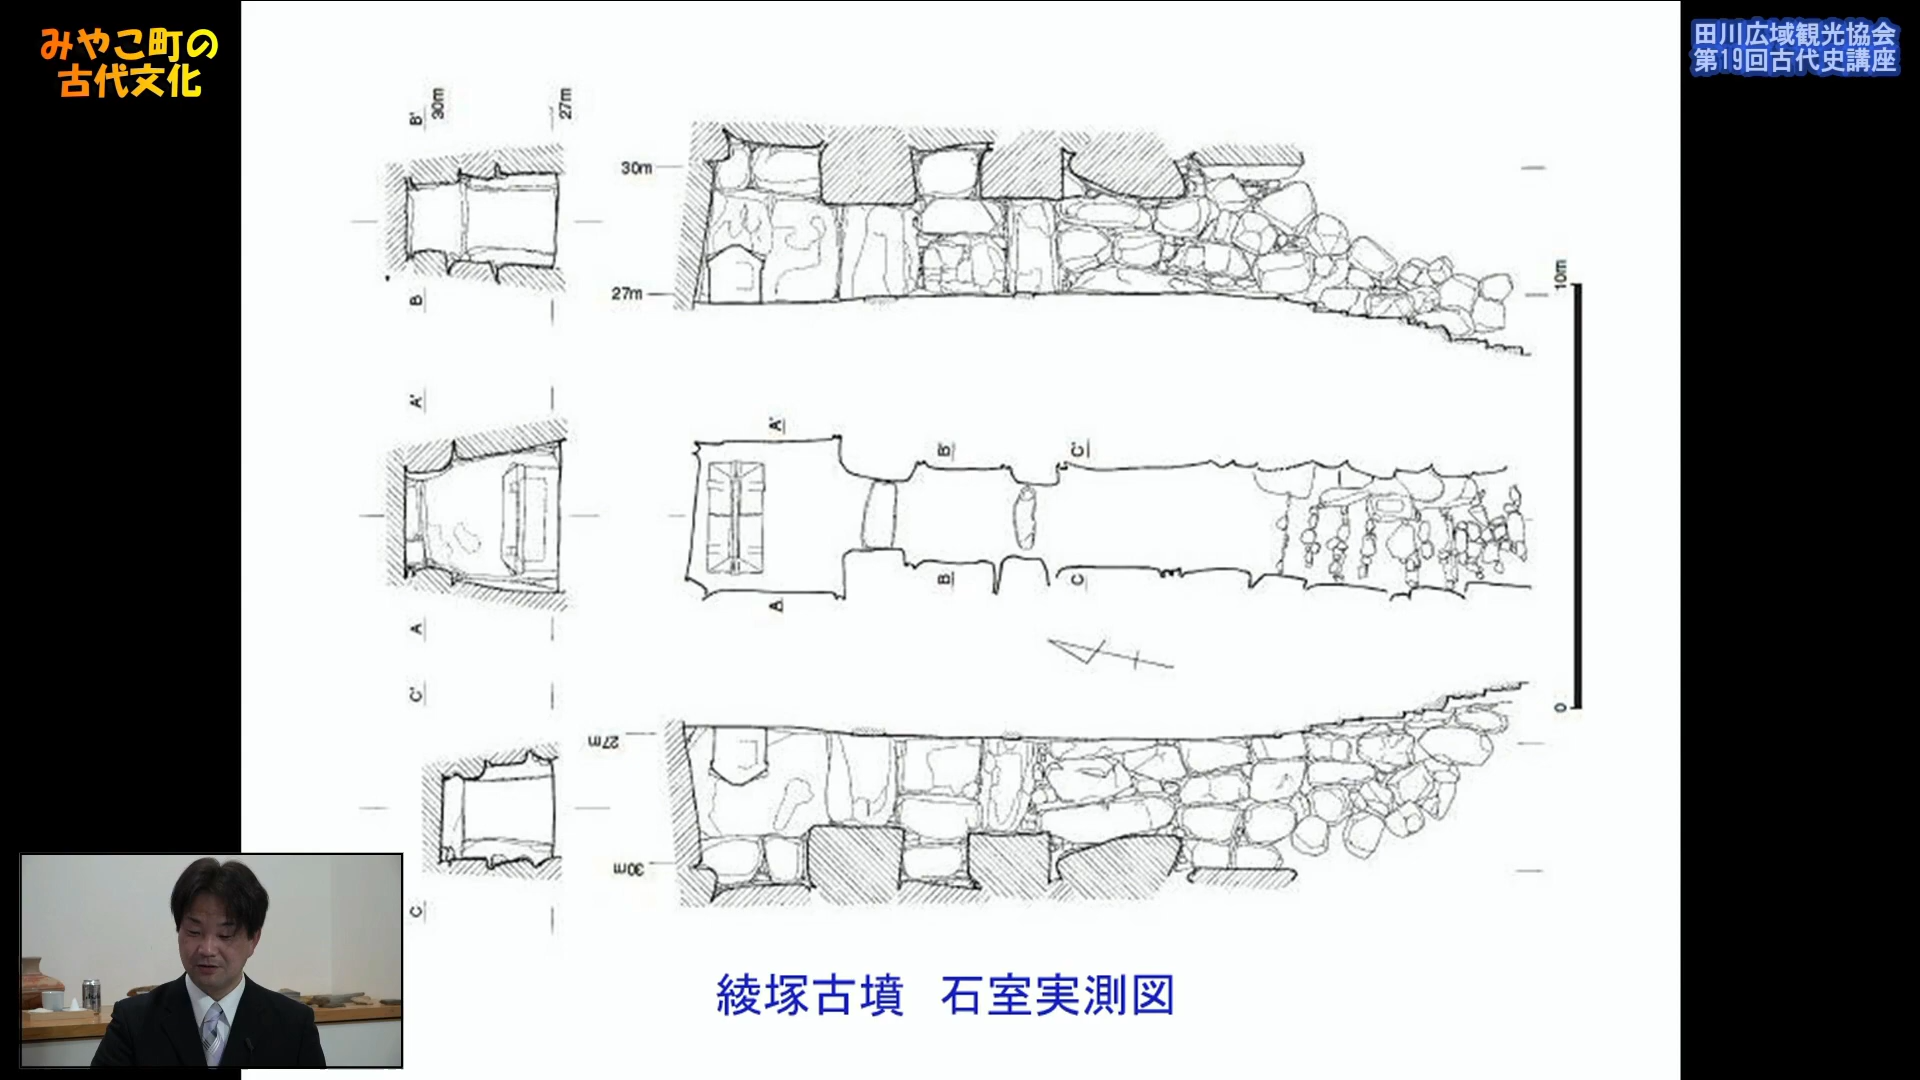 みやこ町の
古代文化
田川広域観光協会
第19回古代史講座
B'
30m
27m
B
A'
A
C'
C
30m
27m
A'
B'
C'
A
B
C
27m
30m
10m
0
綾塚古墳 石室実測図